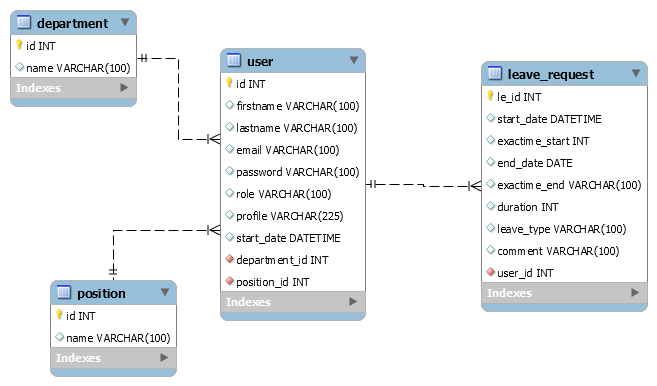 department
id INT
name VARCHAR(100)
Indexes
user
id INT
firstname VARCHAR(100)
lastname VARCHAR(100)
email VARCHAR(100)
password VARCHAR(100)
role VARCHAR(100)
profile VARCHAR(225)
start_date DATETIME
department_id INT
position_id INT
Indexes
leave_request
le_id INT
start_date DATETIME
exactime_start INT
end_date DATE
exactime_end VARCHAR(100)
duration INT
leave_type VARCHAR(100)
comment VARCHAR(100)
user_id INT
Indexes
position
id INT
name VARCHAR(100)
Indexes